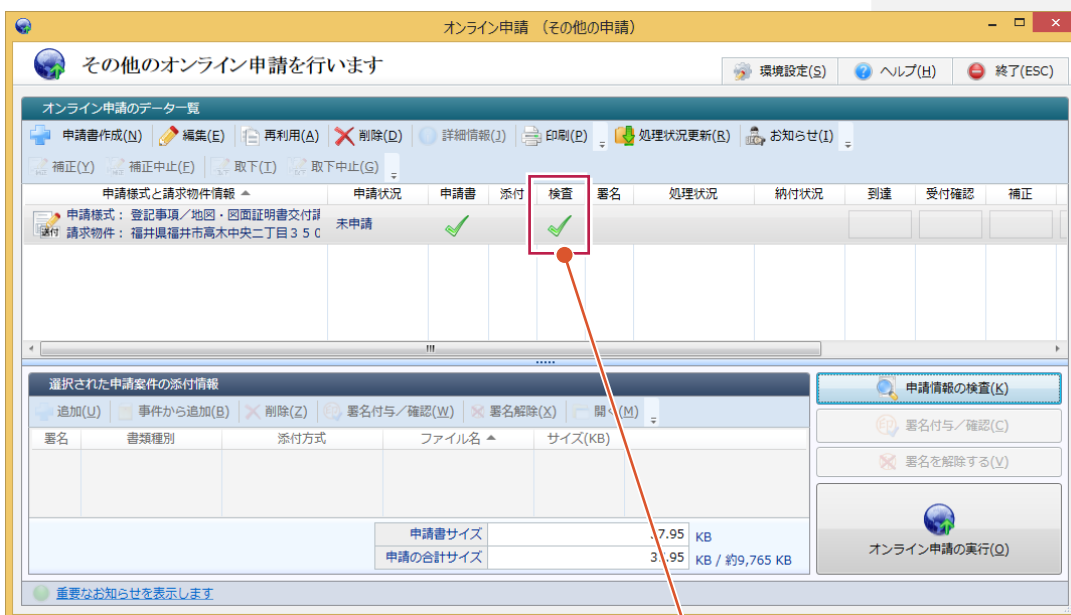 オンライン申請 （その他の申請）
その他のオンライン申請を行います
環境設定(S) ヘルプ(H) 終了(ESC)
オンライン申請のデータ一覧
申請書作成(N) 編集(E) 再利用(A) 削除(D) 詳細情報(J) 印刷(P) 処理状況更新(R) お知らせ(I)
補正(Y) 補正中止(F) 取下(T) 取下中止(G)
申請様式と請求物件情報 申請状況 申請書 添付 検査 署名 処理状況 納付状況 到達 受付確認 補正
申請様式： 登記事項／地図・図面証明書交付請 未申請
請求物件： 福井県福井市高木中央二丁目３５０
選択された申請案件の添付情報
追加(U) 事件から追加(B) 削除(Z) 署名付与／確認(W) 署名解除(X) 開く(M)
署名 書類種別 添付方式 ファイル名 サイズ(KB)
申請情報の検査(K)
署名付与／確認(C)
署名を解除する(V)
申請書サイズ 37.95 KB
申請の合計サイズ 37.95 KB / 約9,765 KB
オンライン申請の実行(O)
重要なお知らせを表示します